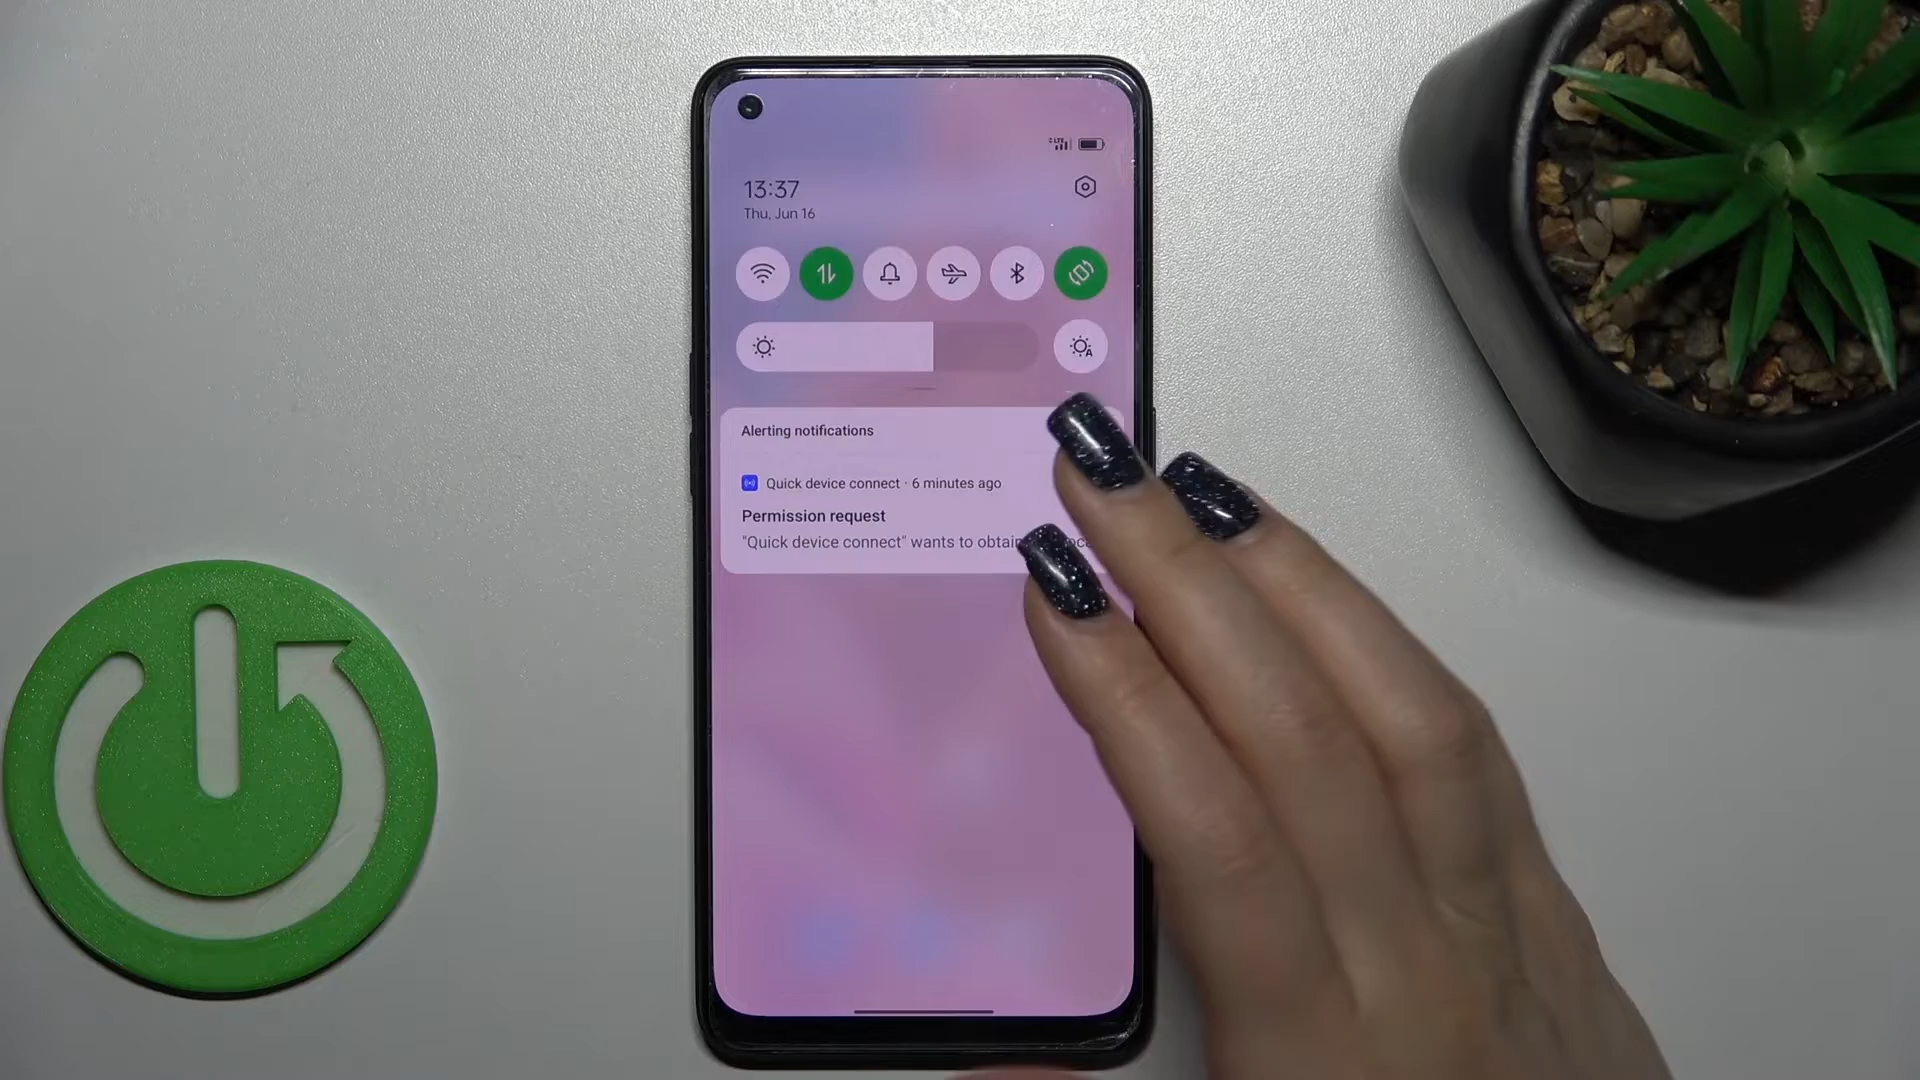 13:37
Thu, Jun 16
Alerting notifications
Quick device connect · 6 minutes ago
Permission request
"Quick device connect" wants to obtain